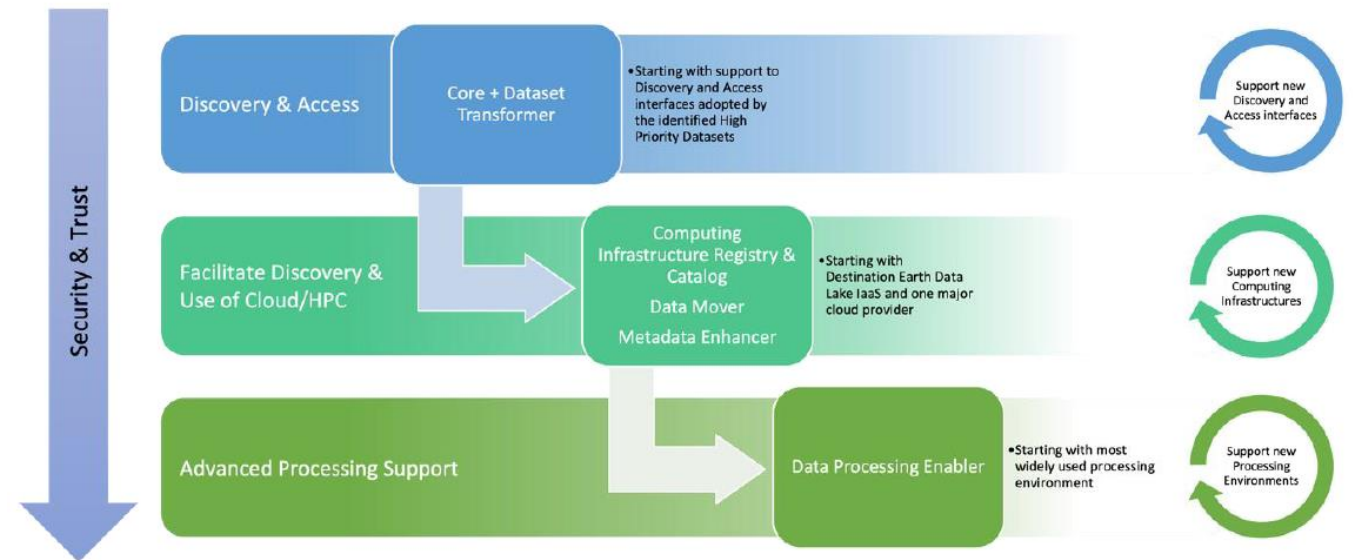 Security & Trust
Discovery & Access
Core + Dataset
Transformer
•Starting with support to
Discovery and Access
interfaces adopted by
the identified High
Priority Datasets
Support new
Discovery and
Access interfaces
Facilitate Discovery &
Use of Cloud/HPC
Computing
Infrastructure Registry &
Catalog
Data Mover
Metadata Enhancer
•Starting with
Destination Earth Data
Lake IaaS and one major
cloud provider
Support new
Computing
Infrastructures
Advanced Processing Support
Data Processing Enabler
•Starting with most
widely used processing
environment
Support new
Processing
Environments